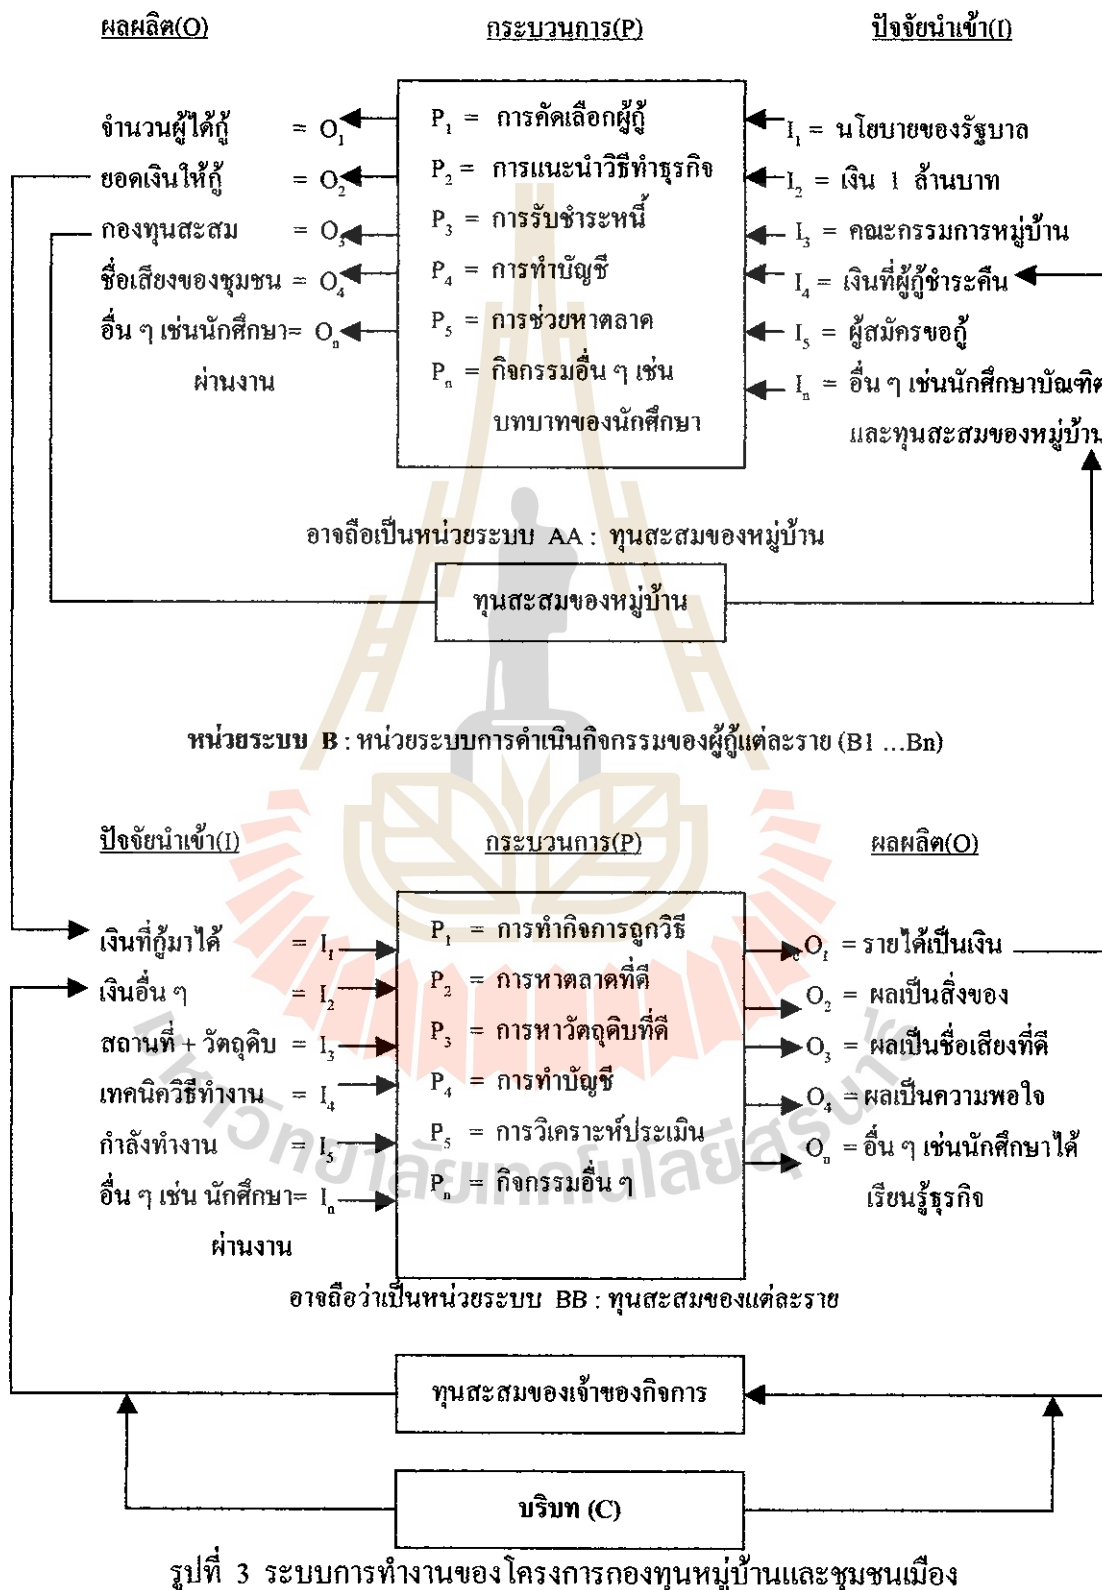 ผลผลิต(O) กระบวนการ(P) ปัจจัยนำเข้า(I)
จำนวนผู้ได้กู้ = O1 P1 = การคัดเลือกผู้กู้ I1 = นโยบายของรัฐบาล
ยอดเงินให้กู้ = O2 P2 = การแนะนำวิธีทำธุรกิจ I2 = เงิน 1 ล้านบาท
กองทุนสะสม = O3 P3 = การรับชำระหนี้ I3 = คณะกรรมการหมู่บ้าน
ชื่อเสียงของชุมชน = O4 P4 = การทำบัญชี I4 = เงินที่ผู้กู้ชำระคืน
อื่น ๆ เช่นนักศึกษา= On P5 = การช่วยหาตลาด I5 = ผู้สมัครขอกู้
ผ่านงาน Pn = กิจกรรมอื่น ๆ เช่น In = อื่น ๆ เช่นนักศึกษาบัณฑิต
บทบาทของนักศึกษา และทุนสะสมของหมู่บ้าน
อาจถือเป็นหน่วยระบบ AA : ทุนสะสมของหมู่บ้าน
ทุนสะสมของหมู่บ้าน
หน่วยระบบ B : หน่วยระบบการดำเนินกิจกรรมของผู้กู้แต่ละราย (B1 ...Bn)
ปัจจัยนำเข้า(I) กระบวนการ(P) ผลผลิต(O)
เงินที่กู้มาได้ = I1 P1 = การทำกิจการถูกวิธี O1 = รายได้เป็นเงิน
เงินอื่น ๆ = I2 P2 = การหาตลาดที่ดี O2 = ผลเป็นสิ่งของ
สถานที่ + วัตถุดิบ = I3 P3 = การหาวัตถุดิบที่ดี O3 = ผลเป็นชื่อเสียงที่ดี
เทคนิควิธีทำงาน = I4 P4 = การทำบัญชี O4 = ผลเป็นความพอใจ
กำลังทำงาน = I5 P5 = การวิเคราะห์ประเมิน On = อื่น ๆ เช่นนักศึกษาได้
อื่น ๆ เช่น นักศึกษา= In Pn = กิจกรรมอื่น ๆ เรียนรู้ธุรกิจ
ผ่านงาน
มหาวิทยาลัยเทคโนโลยีสุรนารี
อาจถือว่าเป็นหน่วยระบบ BB : ทุนสะสมของแต่ละราย
ทุนสะสมของเจ้าของกิจการ
บริบท (C)
รูปที่ 3 ระบบการทำงานของโครงการกองทุนหมู่บ้านและชุมชนเมือง